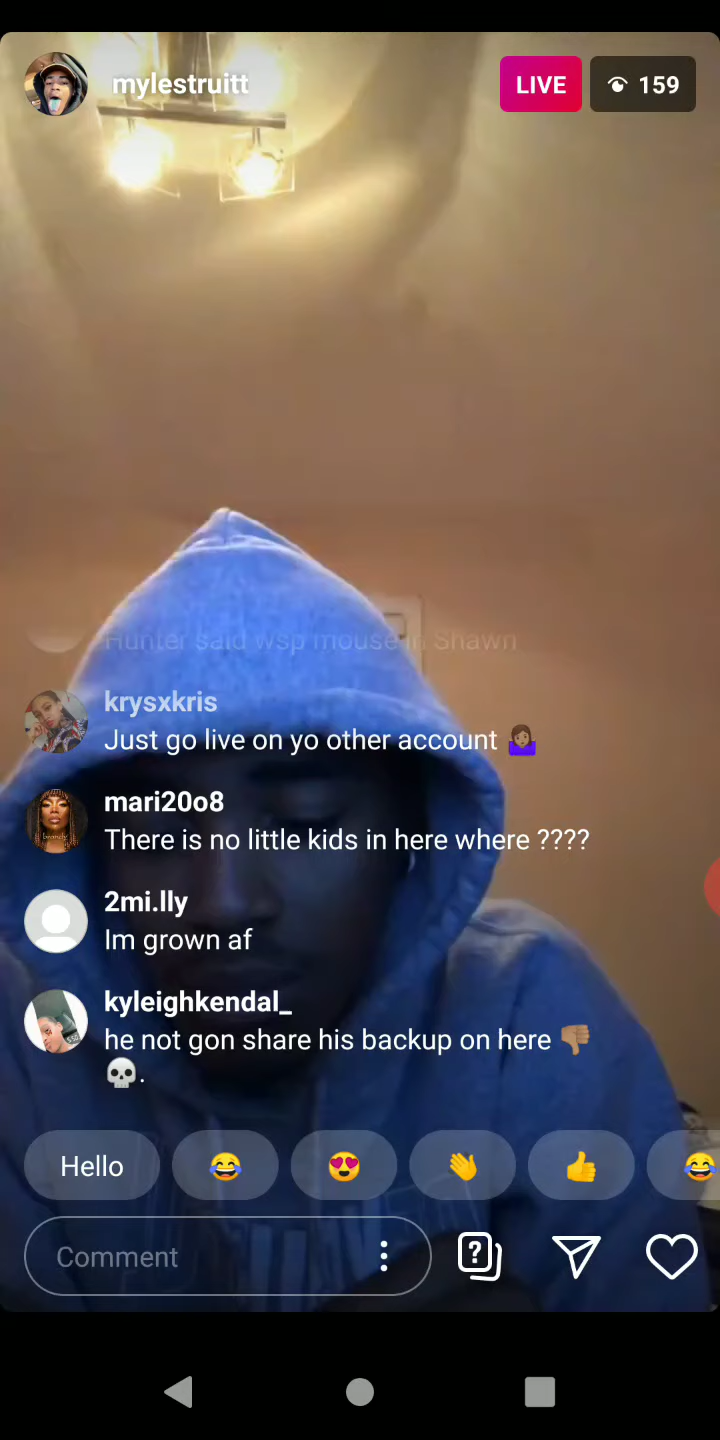 mylestruitt
LIVE
159
Hunter said wsp mouse in Shawn
krysxkris
Just go live on yo other account 🤷🏽‍♀️
mari20o8
There is no little kids in here where ????
2mi.lly
Im grown af
kyleighkendal_
he not gon share his backup on here 👎🏽
💀.
Hello 😂 😍 👋 👍 😂
Comment